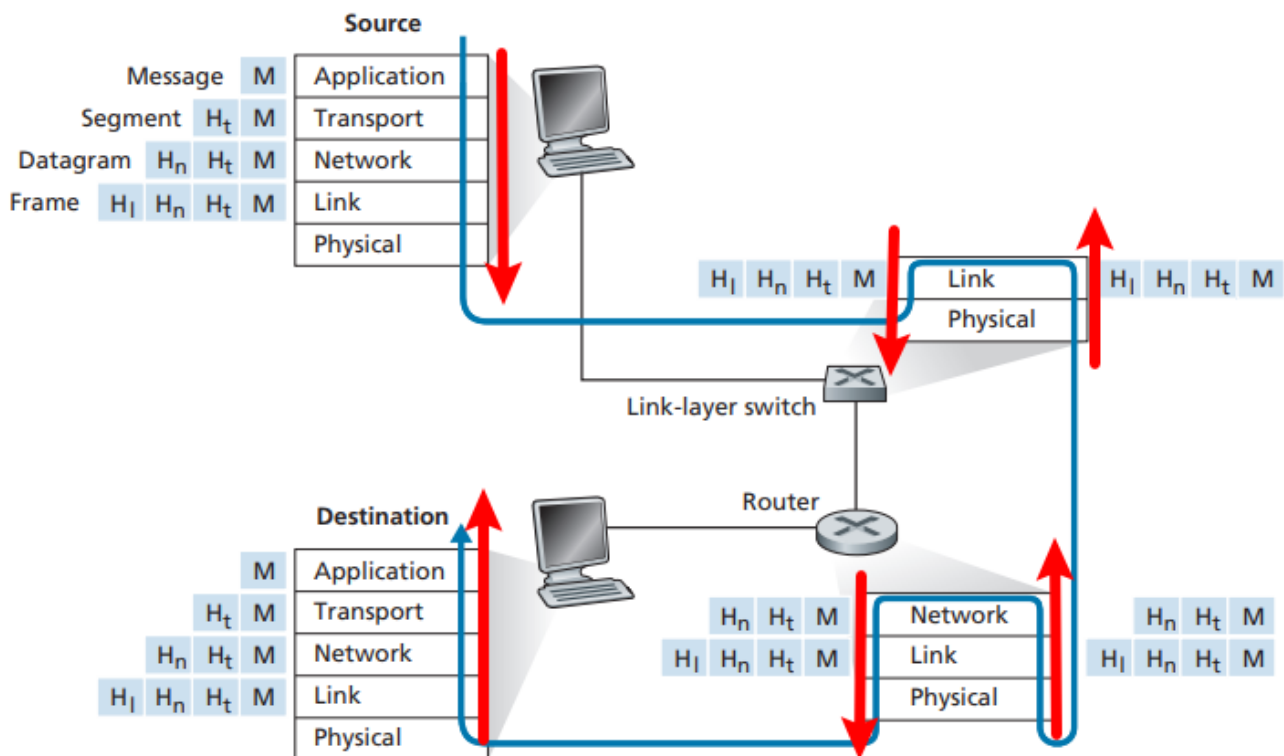 Source
Message M Application
Segment Ht M Transport
Datagram Hn Ht M Network
Frame Hl Hn Ht M Link
Physical
Hl Hn Ht M Link Hl Hn Ht M
Physical
Link-layer switch
Router
Destination
M Application
Ht M Transport
Hn Ht M Network
Hl Hn Ht M Link
Physical
Hn Ht M Network Hn Ht M
Hl Hn Ht M Link Hl Hn Ht M
Physical